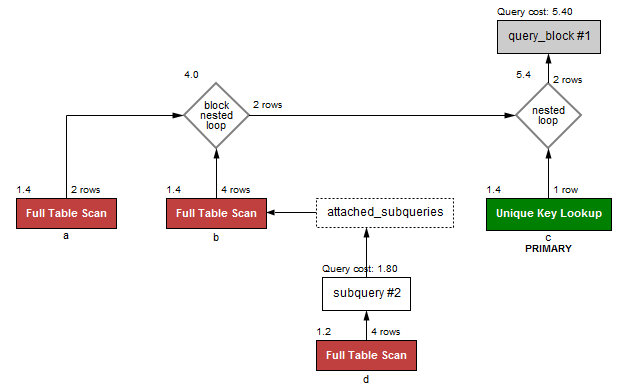 Query cost: 5.40
query_block #1
4.0
5.4
2 rows
block
nested
loop
2 rows
nested
loop
1.4
2 rows
1.4
4 rows
1.4
1 row
Full Table Scan
Full Table Scan
attached_subqueries
Unique Key Lookup
a
b
c
PRIMARY
Query cost: 1.80
subquery #2
1.2
4 rows
Full Table Scan
d